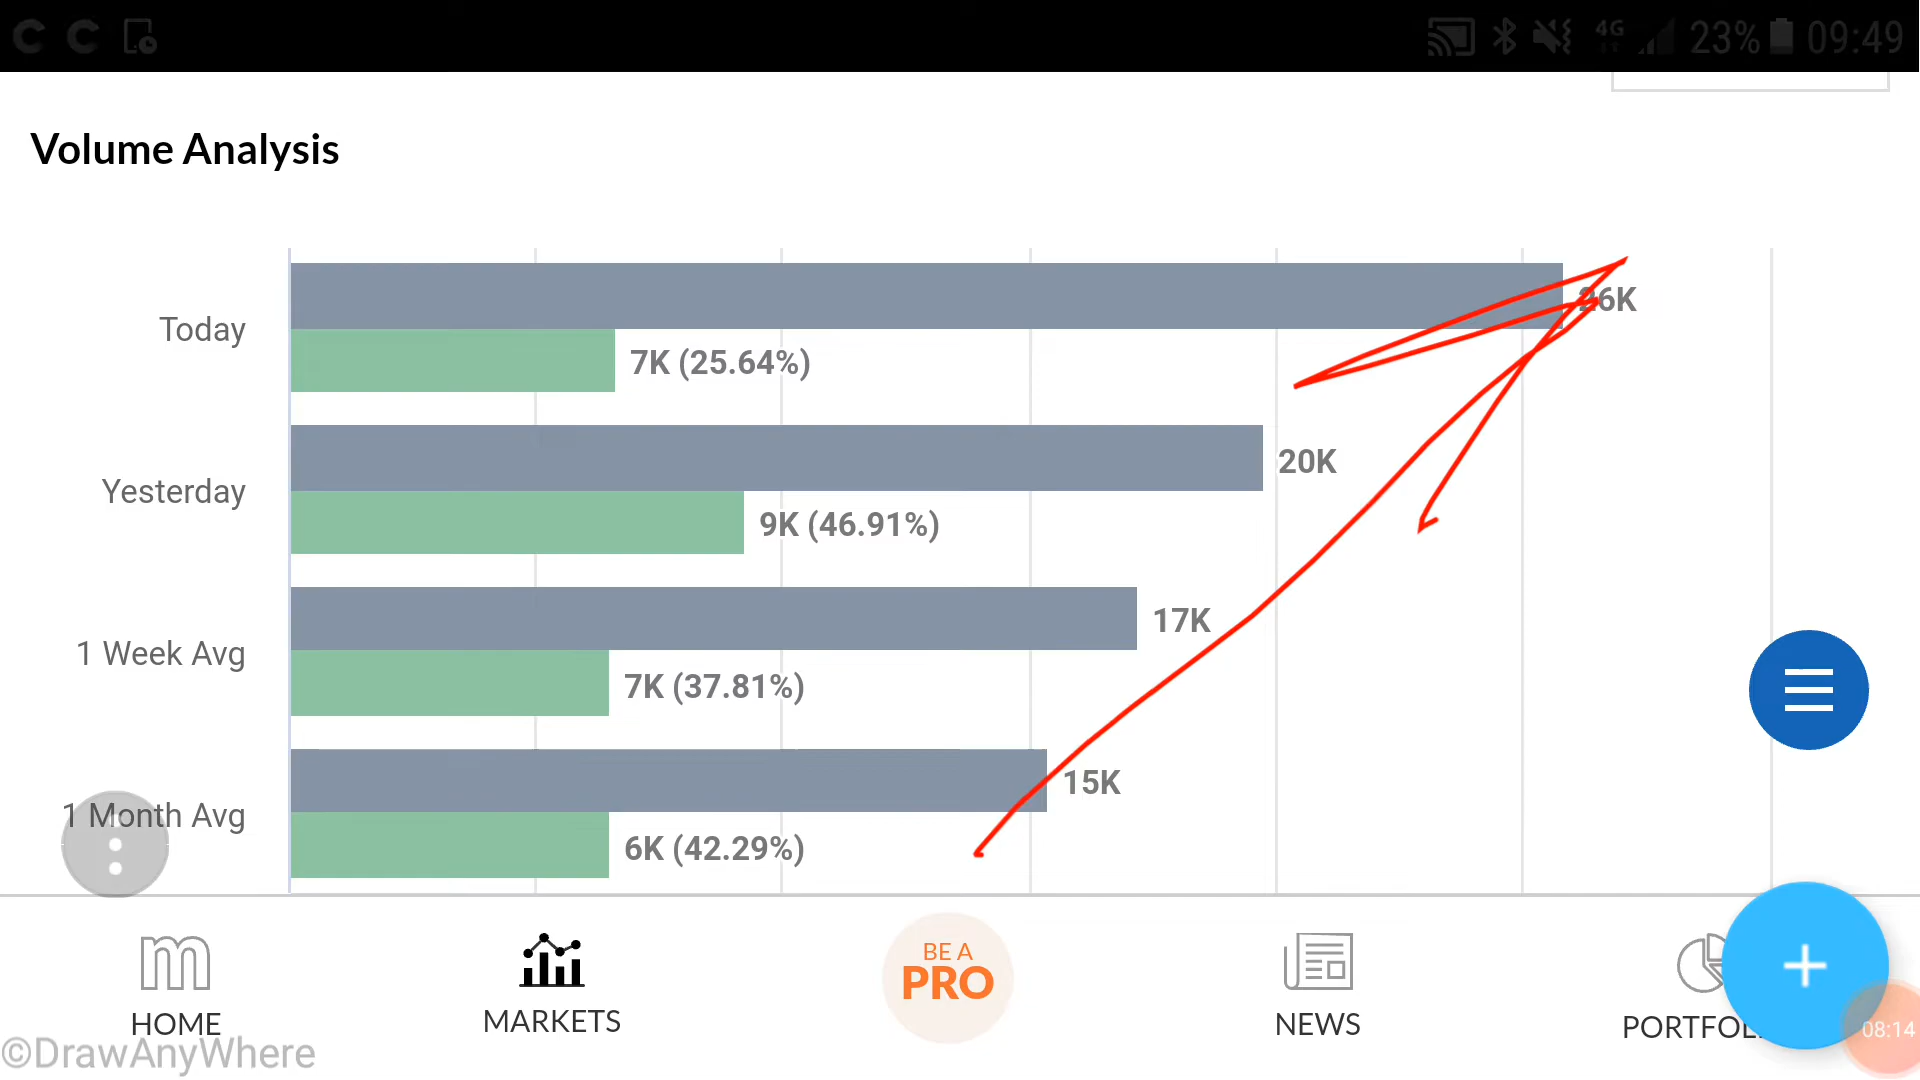 4G 23% 09:49
Volume Analysis
Today
26K
7K (25.64%)
Yesterday
20K
9K (46.91%)
1 Week Avg
17K
7K (37.81%)
1 Month Avg
15K
6K (42.29%)
BE A
PRO
HOME
MARKETS
NEWS
PORTFOL
08:14
©DrawAnyWhere